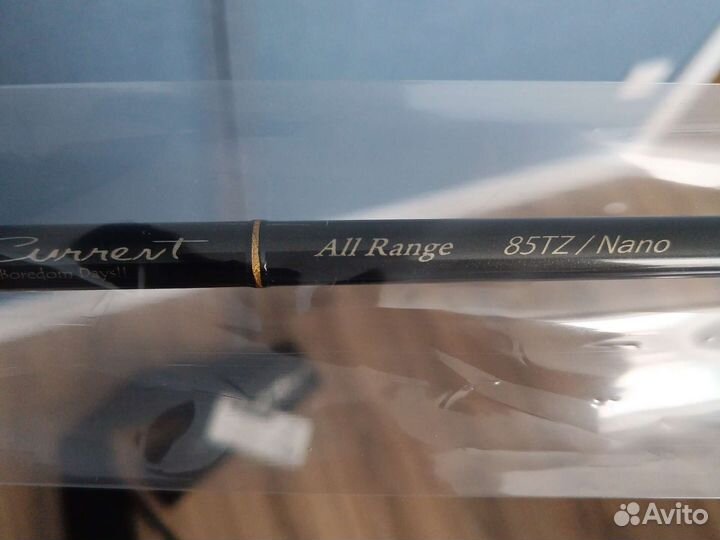 Current All Range 85TZ/Nano
Boredom Days!!
Avito